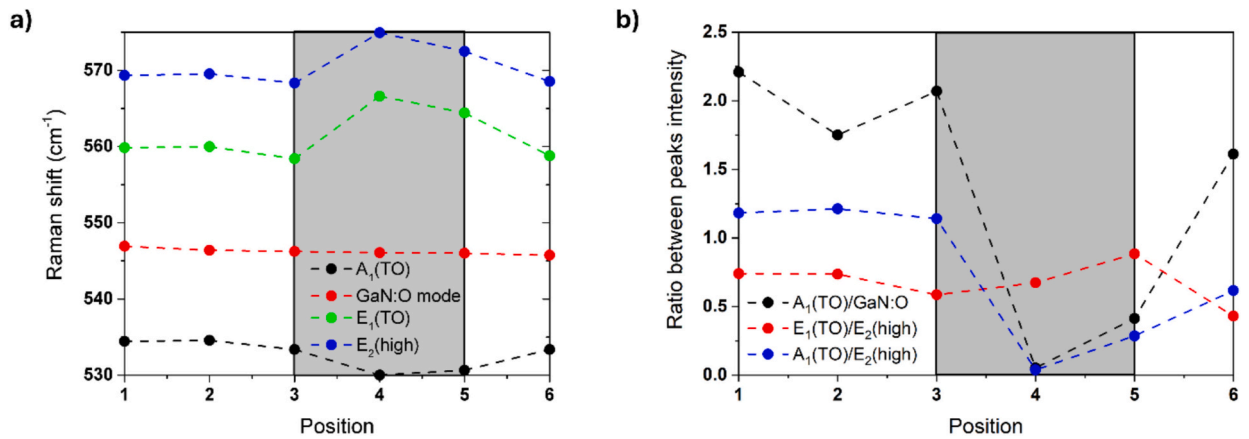 a)
Raman shift (cm⁻¹)
570
560
550
540
530
A₁(TO)
GaN:O mode
E₁(TO)
E₂(high)
1 2 3 4 5 6
Position
b)
Ratio between peaks intensity
2.5
2.0
1.5
1.0
0.5
0.0
A₁(TO)/GaN:O
E₁(TO)/E₂(high)
A₁(TO)/E₂(high)
1 2 3 4 5 6
Position